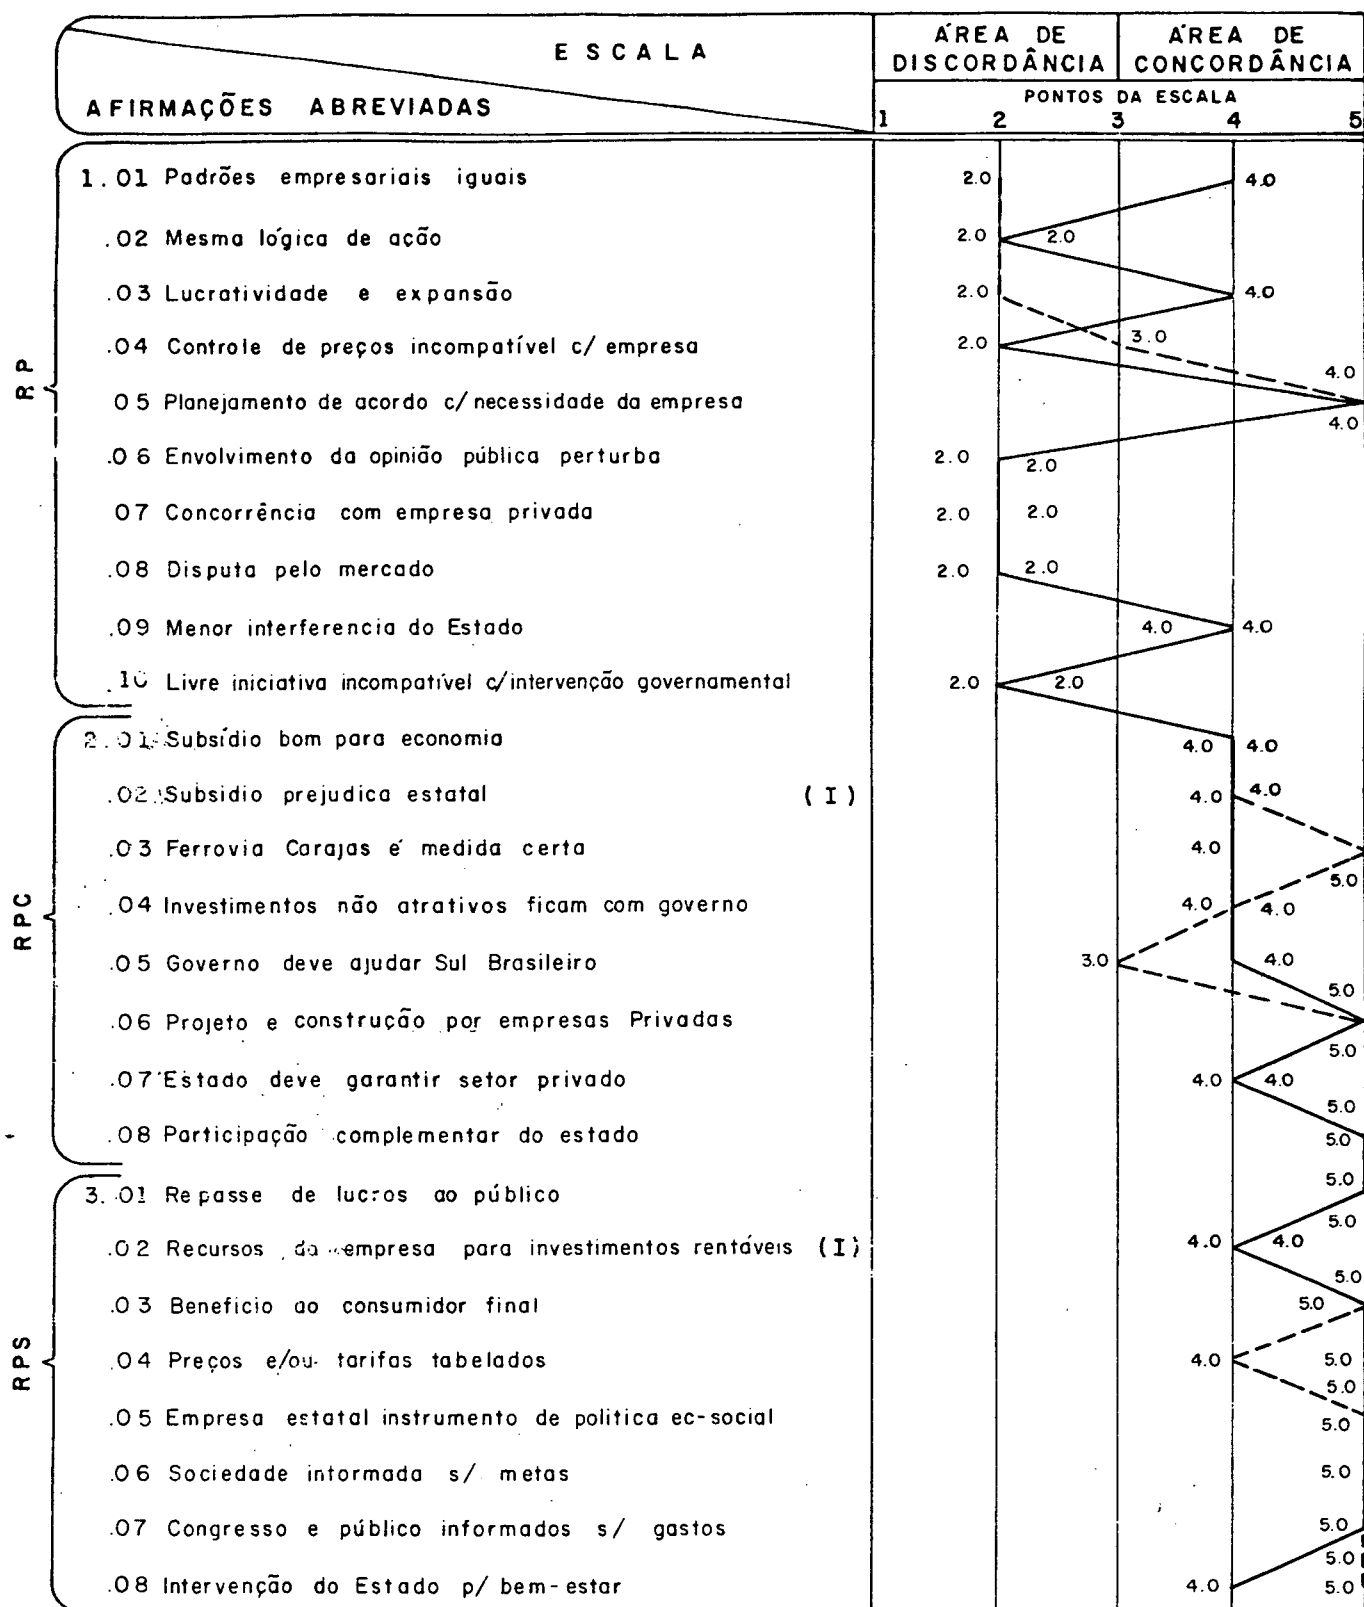 ESCALA
ÁREA DE DISCORDÂNCIA
ÁREA DE CONCORDÂNCIA
AFIRMAÇÕES ABREVIADAS
PONTOS DA ESCALA
1 2 3 4 5
RP
1.01 Padrões empresariais iguais 2.0 4.0
.02 Mesma lógica de ação 2.0 2.0
.03 Lucratividade e expansão 2.0 4.0
.04 Controle de preços incompatível c/ empresa 2.0 3.0
4.0
05 Planejamento de acordo c/ necessidade da empresa
4.0
.06 Envolvimento da opinião pública perturba 2.0 2.0
07 Concorrência com empresa privada 2.0 2.0
.08 Disputa pelo mercado 2.0 2.0
.09 Menor interferencia do Estado 4.0 4.0
.10 Livre iniciativa incompatível c/intervenção governamental 2.0 2.0
RPC
2.01 Subsídio bom para economia 4.0 4.0
.02 Subsidio prejudica estatal (I) 4.0 4.0
.03 Ferrovia Carajas é medida certa 4.0
5.0
.04 Investimentos não atrativos ficam com governo 4.0 4.0
.05 Governo deve ajudar Sul Brasileiro 3.0 4.0
5.0
.06 Projeto e construção por empresas Privadas
5.0
.07 Estado deve garantir setor privado 4.0 4.0
5.0
.08 Participação complementar do estado 5.0
RPS
5.0
3.01 Repasse de lucros ao público
5.0
.02 Recursos da empresa para investimentos rentáveis (I) 4.0 4.0
5.0
.03 Beneficio ao consumidor final 5.0
.04 Preços e/ou tarifas tabelados 4.0 5.0
5.0
.05 Empresa estatal instrumento de politica ec-social 5.0
.06 Sociedade informada s/ metas 5.0
.07 Congresso e público informados s/ gastos 5.0
5.0
.08 Intervenção do Estado p/ bem-estar 4.0 5.0